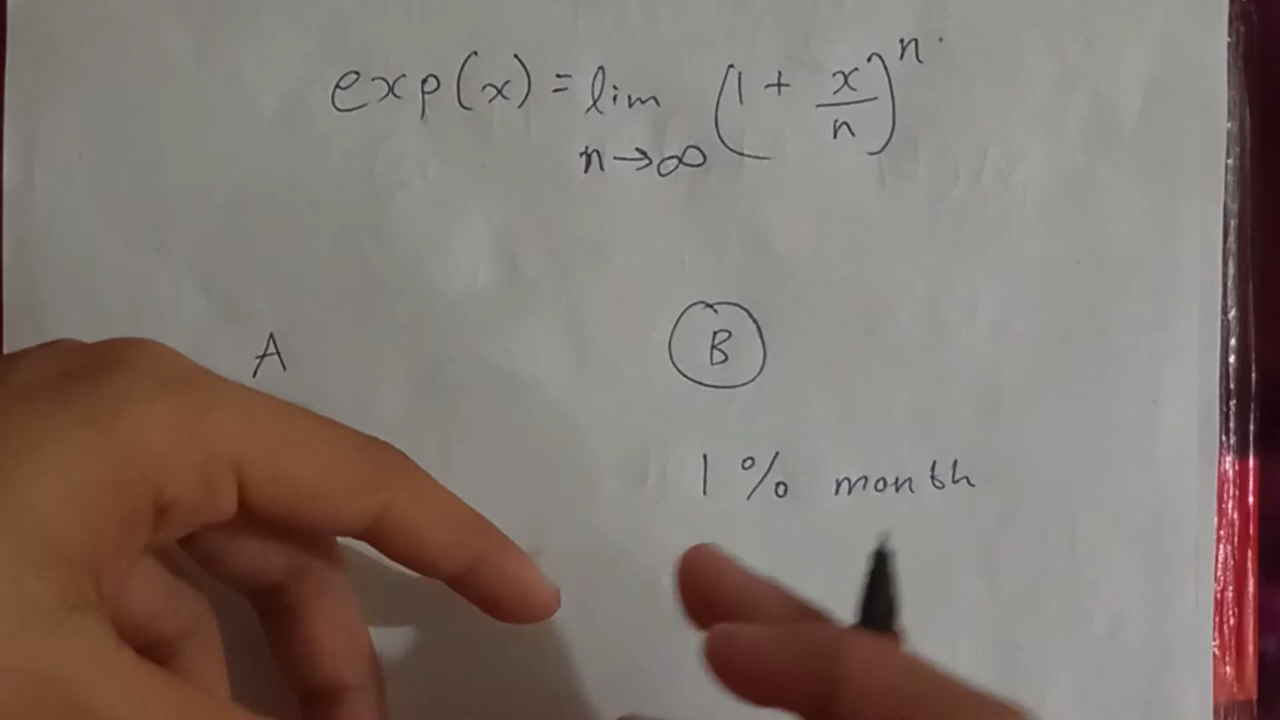 exp(x) = lim n→∞ (1 + x/n)^n
A
B
1 % month